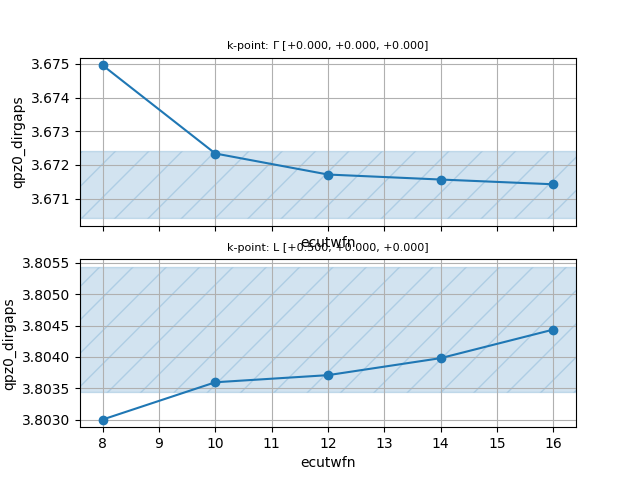 k-point: Γ [+0.000, +0.000, +0.000]
3.675
3.674
3.673
3.672
3.671
qpz0_dirgaps
ecutwfn
k-point: L [+0.500, +0.000, +0.000]
3.8055
3.8050
3.8045
3.8040
3.8035
3.8030
qpz0_dirgaps
8 9 10 11 12 13 14 15 16
ecutwfn